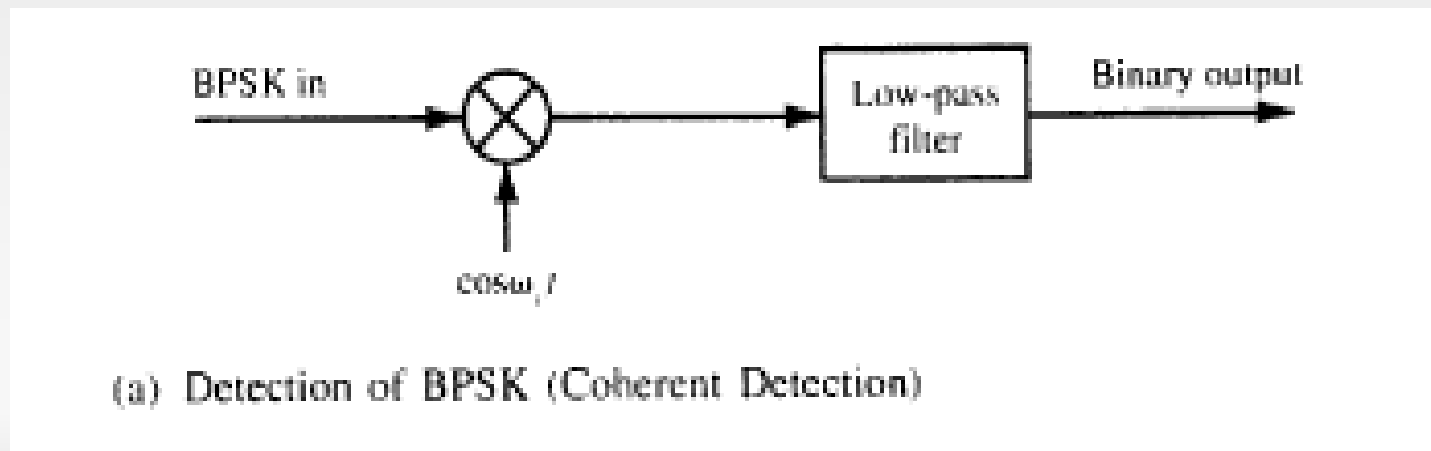 BPSK in
Low-pass
filter
Binary output
(a) Detection of BPSK (Coherent Detection)